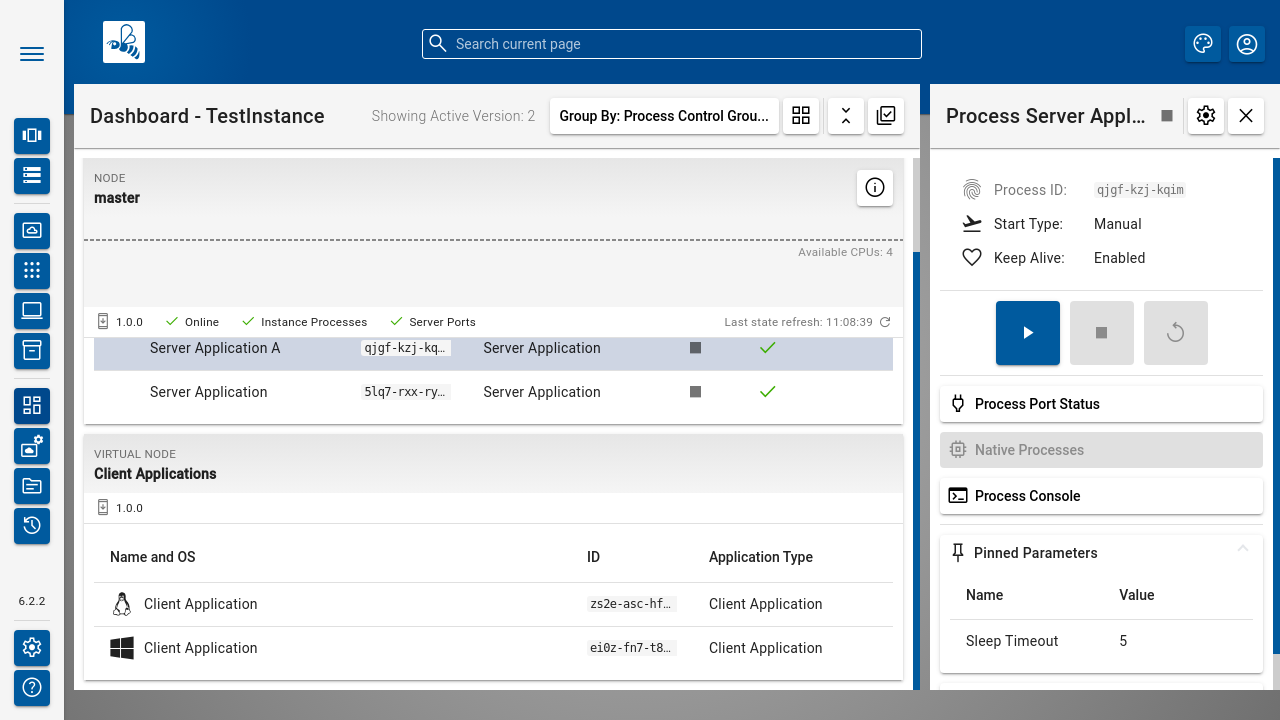 Search current page
Dashboard - TestInstance
Showing Active Version: 2
Group By: Process Control Grou...
NODE
master
Available CPUs: 4
1.0.0
Online
Instance Processes
Server Ports
Last state refresh: 11:08:39
Server Application A
qjgf-kzj-kq...
Server Application
Server Application
5lq7-rxx-ry...
Server Application
VIRTUAL NODE
Client Applications
1.0.0
Name and OS
ID
Application Type
Client Application
zs2e-asc-hf...
Client Application
Client Application
ei0z-fn7-t8...
Client Application
6.2.2
Process Server Appl...
Process ID:
qjgf-kzj-kqim
Start Type:
Manual
Keep Alive:
Enabled
Process Port Status
Native Processes
Process Console
Pinned Parameters
Name
Value
Sleep Timeout
5